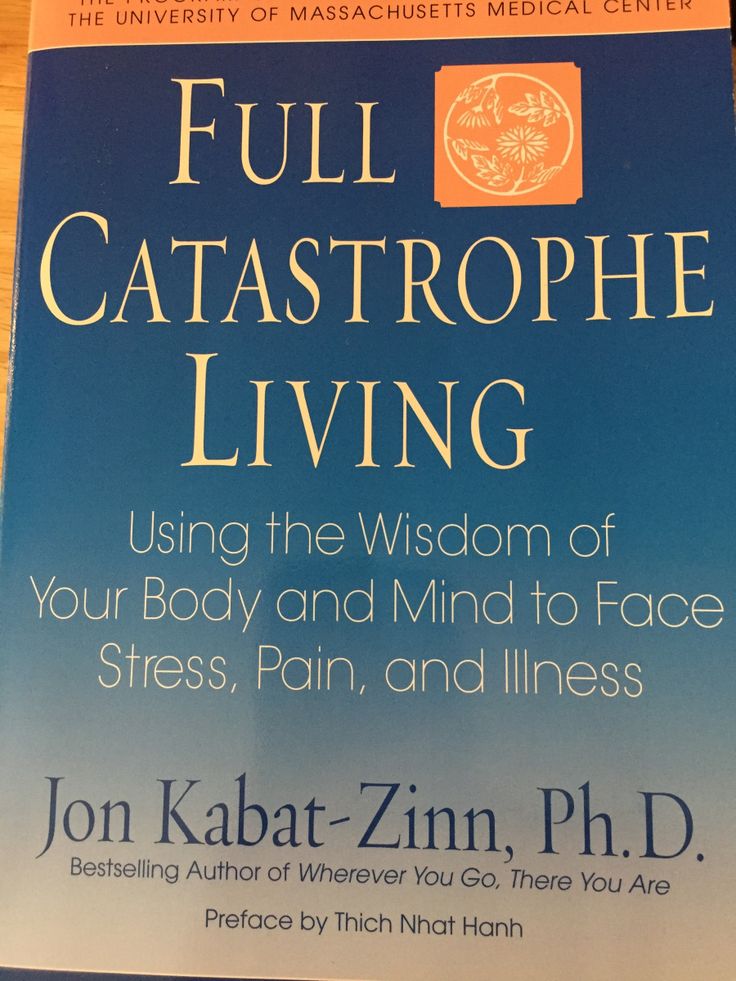 THE UNIVERSITY OF MASSACHUSETTS MEDICAL CENTER
FULL
CATASTROPHE
LIVING
Using the Wisdom of
Your Body and Mind to Face
Stress, Pain, and Illness
Jon Kabat-Zinn, Ph.D.
Bestselling Author of Wherever You Go, There You Are
Preface by Thich Nhat Hanh